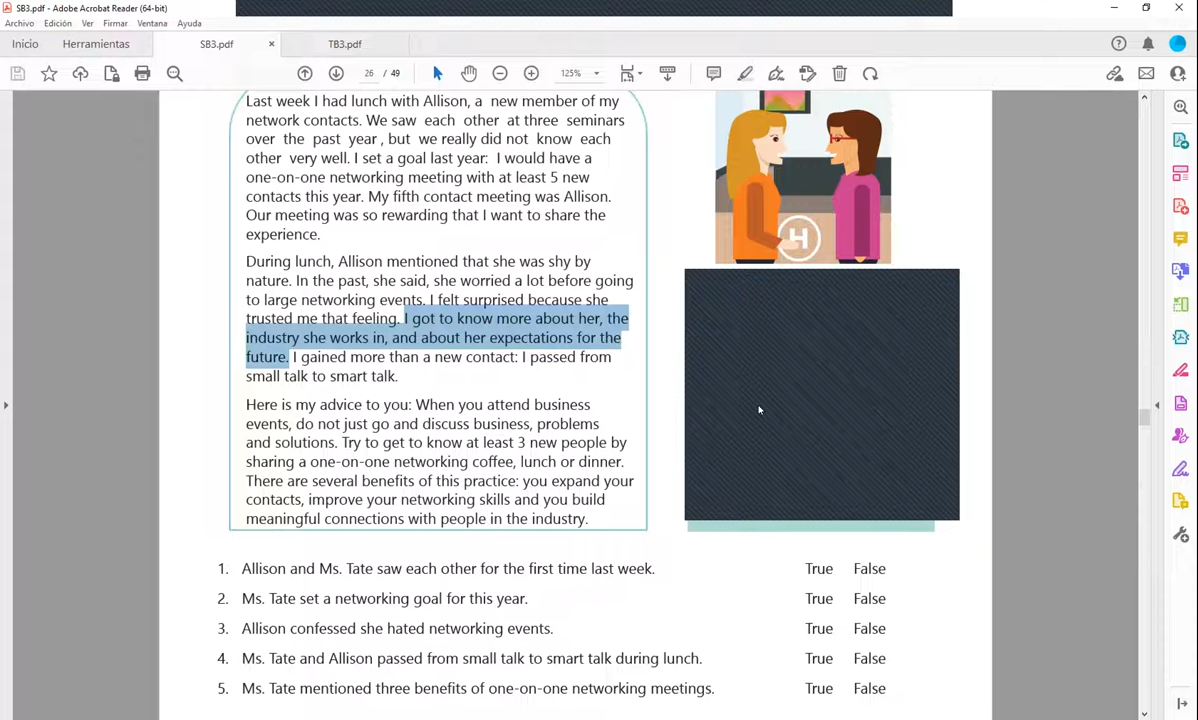 SB3.pdf - Adobe Acrobat Reader (64-bit)
Archivo Edición Ver Firmar Ventana Ayuda
Inicio Herramientas SB3.pdf × TB3.pdf
26 / 49 125%
Last week I had lunch with Allison, a new member of my
network contacts. We saw each other at three seminars
over the past year, but we really did not know each
other very well. I set a goal last year: I would have a
one-on-one networking meeting with at least 5 new
contacts this year. My fifth contact meeting was Allison.
Our meeting was so rewarding that I want to share the
experience.
During lunch, Allison mentioned that she was shy by
nature. In the past, she said, she worried a lot before going
to large networking events. I felt surprised because she
trusted me that feeling. I got to know more about her, the
industry she works in, and about her expectations for the
future. I gained more than a new contact: I passed from
small talk to smart talk.
Here is my advice to you: When you attend business
events, do not just go and discuss business, problems
and solutions. Try to get to know at least 3 new people by
sharing a one-on-one networking coffee, lunch or dinner.
There are several benefits of this practice: you expand your
contacts, improve your networking skills and you build
meaningful connections with people in the industry.
H
1. Allison and Ms. Tate saw each other for the first time last week. True False
2. Ms. Tate set a networking goal for this year. True False
3. Allison confessed she hated networking events. True False
4. Ms. Tate and Allison passed from small talk to smart talk during lunch. True False
5. Ms. Tate mentioned three benefits of one-on-one networking meetings. True False